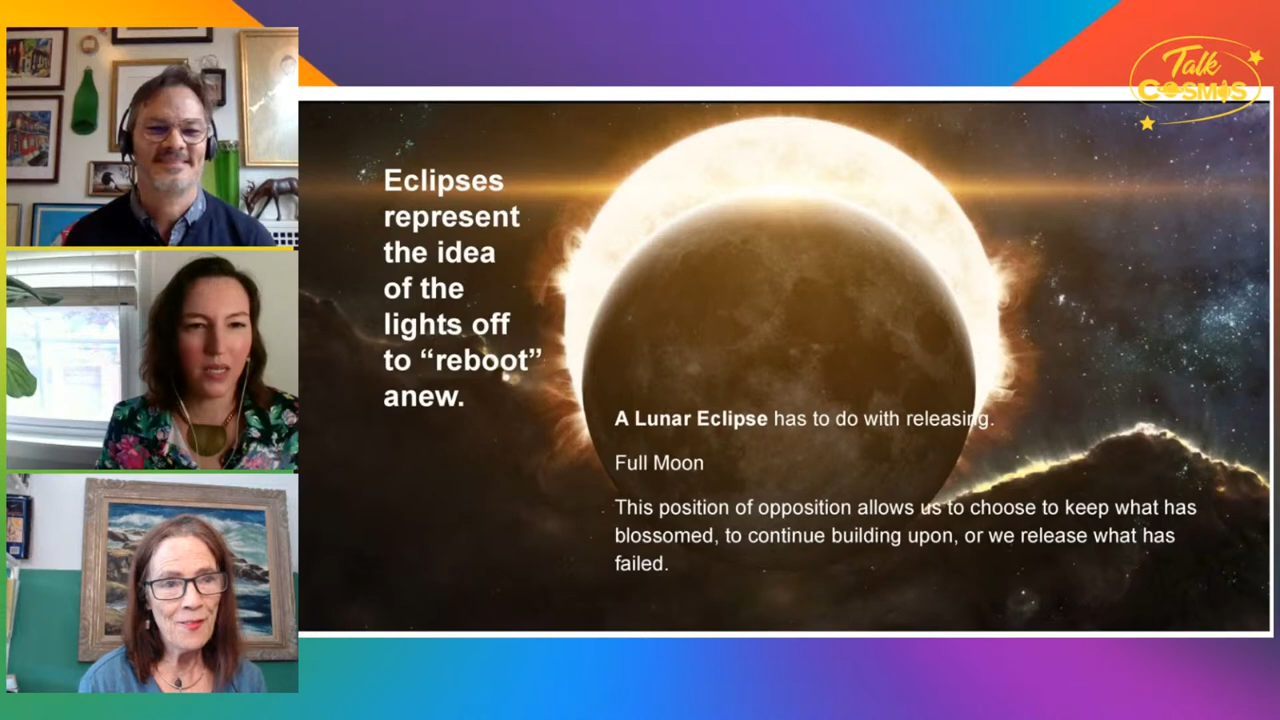 Talk
COSMOS
Eclipses
represent
the idea
of the
lights off
to “reboot”
anew.
A Lunar Eclipse has to do with releasing.
Full Moon
This position of opposition allows us to choose to keep what has
blossomed, to continue building upon, or we release what has
failed.